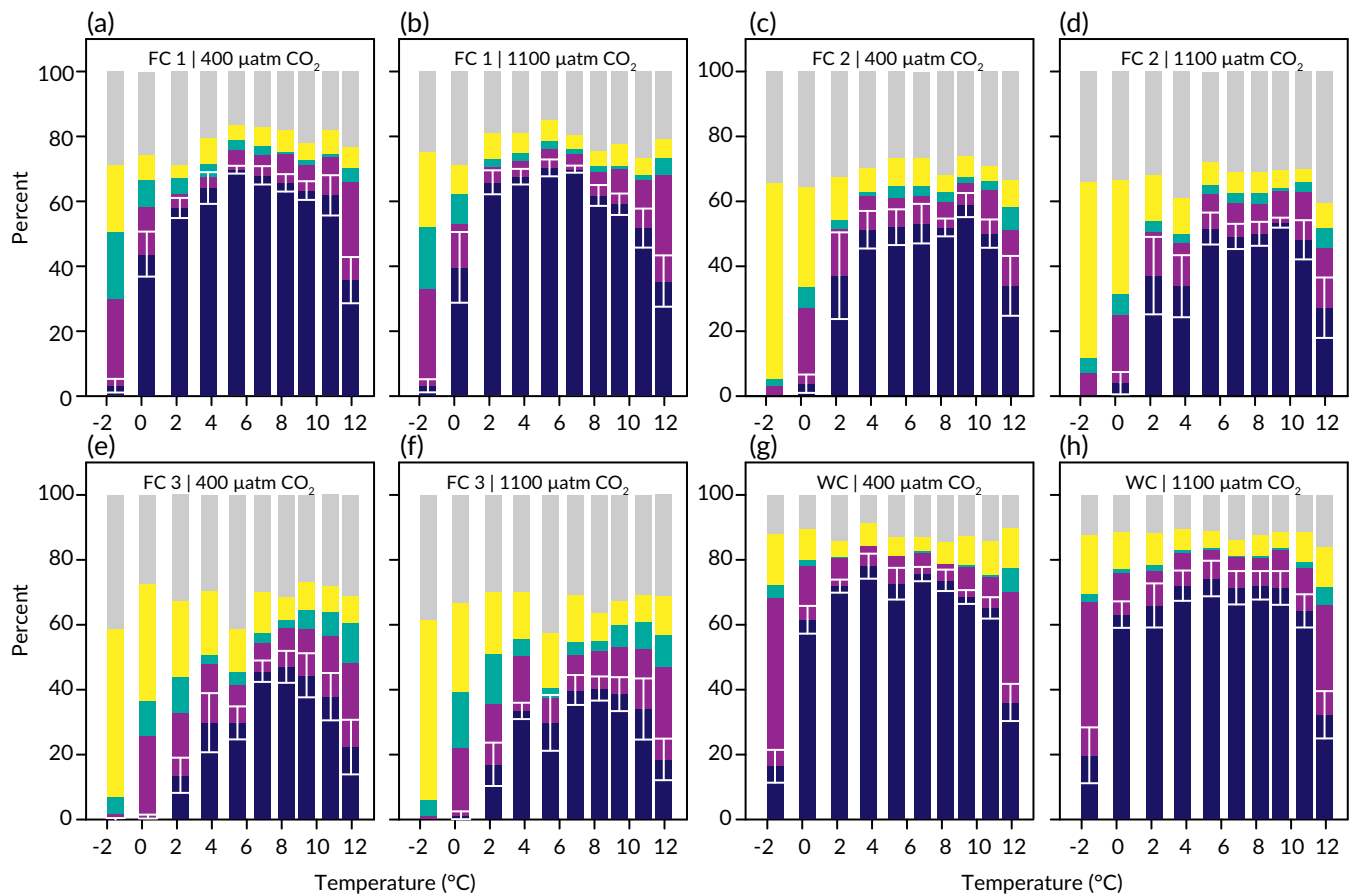 (a) (b) (c) (d)
FC 1 | 400 µatm CO2 FC 1 | 1100 µatm CO2 FC 2 | 400 µatm CO2 FC 2 | 1100 µatm CO2
100 100
80 80
60 60
40 40
20 20
0 0
Percent
-2 0 2 4 6 8 10 12 -2 0 2 4 6 8 10 12 -2 0 2 4 6 8 10 12 -2 0 2 4 6 8 10 12
(e) (f) (g) (h)
FC 3 | 400 µatm CO2 FC 3 | 1100 µatm CO2 WC | 400 µatm CO2 WC | 1100 µatm CO2
100 100
80 80
60 60
40 40
20 20
0 0
Percent
-2 0 2 4 6 8 10 12 -2 0 2 4 6 8 10 12 -2 0 2 4 6 8 10 12 -2 0 2 4 6 8 10 12
Temperature (°C) Temperature (°C)